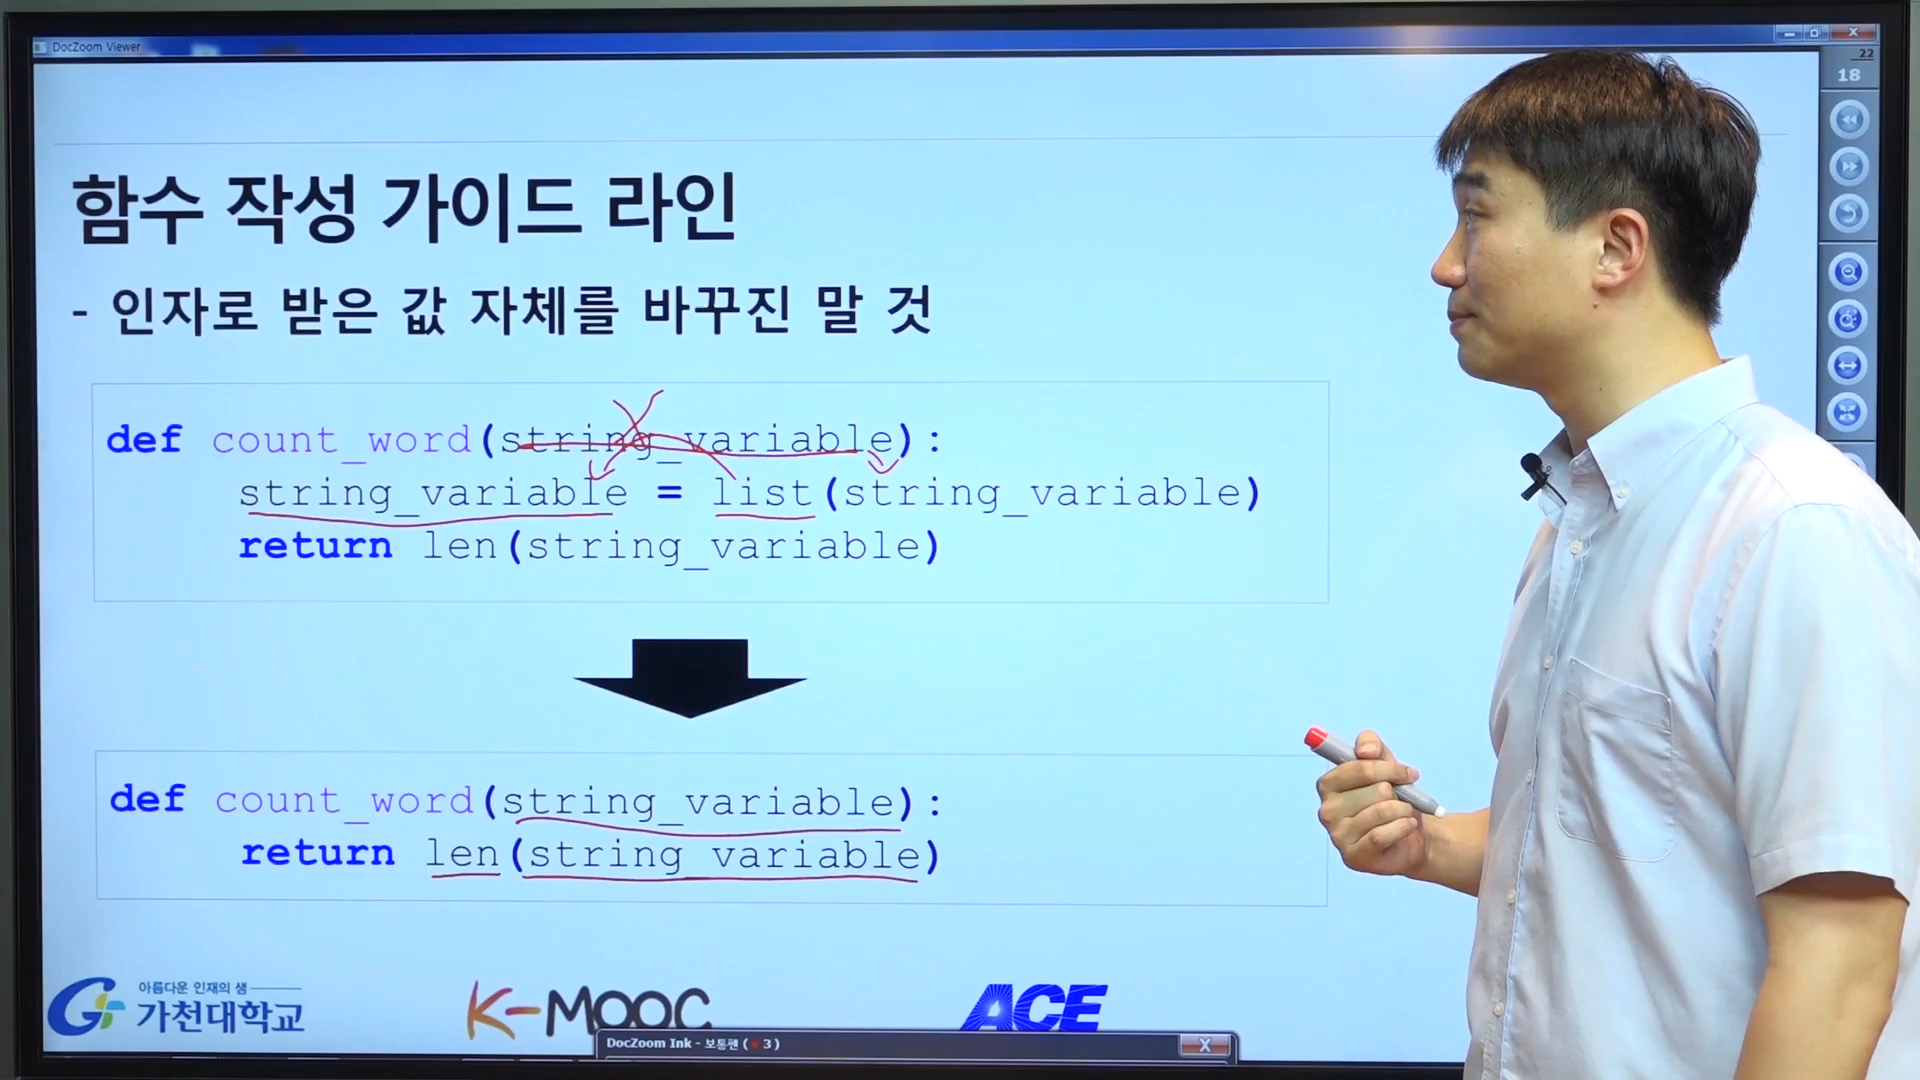 DocZoom Viewer
22
18
함수 작성 가이드 라인
- 인자로 받은 값 자체를 바꾸진 말 것
def count_word(string_variable):
string_variable = list(string_variable)
return len(string_variable)
def count_word(string_variable):
return len(string_variable)
아름다운 인재의 샘
가천대학교
K-MOOC
ACE
DocZoom Ink - 보통펜 ( 3 )